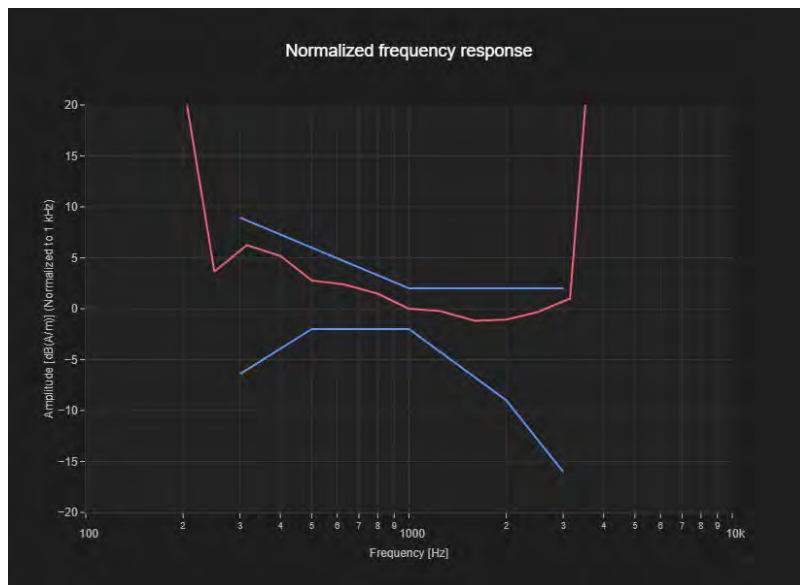 Normalized frequency response
Amplitude [dB(A/m)] (Normalized to 1 kHz)
20
15
10
5
0
−5
−10
−15
−20
100 2 3 4 5 6 7 8 9 1000 2 3 4 5 6 7 8 9 10k
Frequency [Hz]